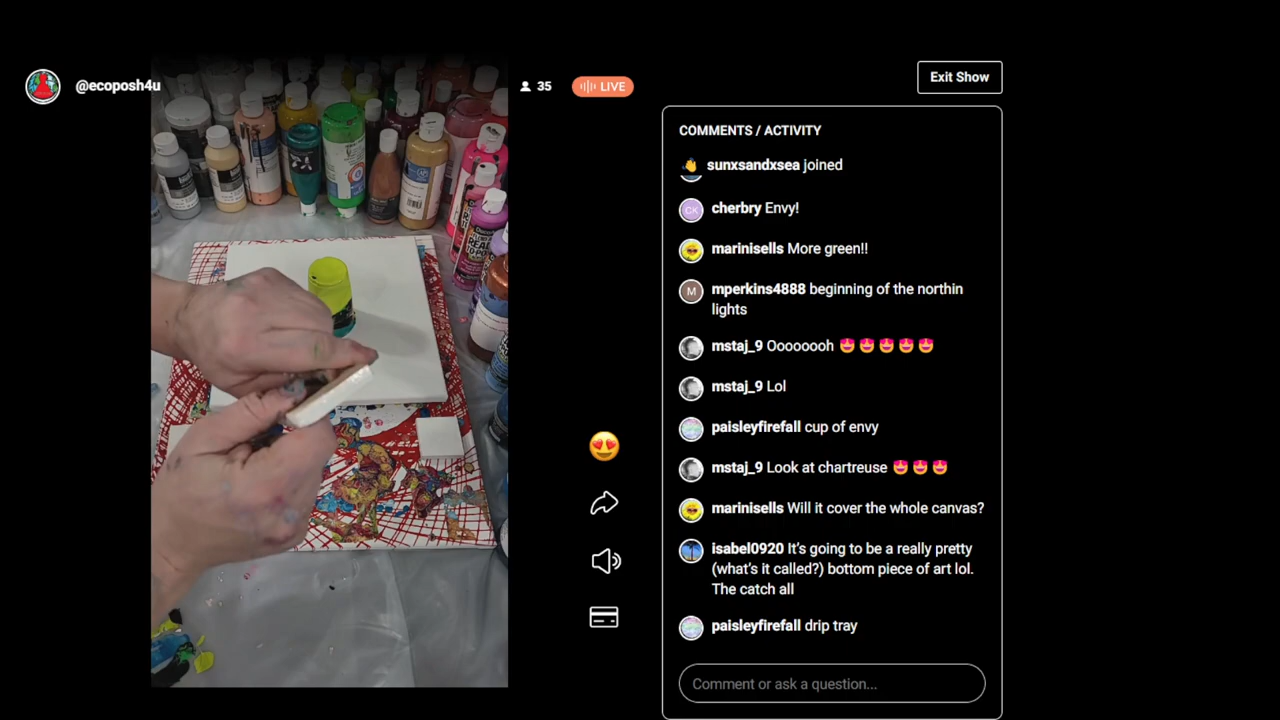 @ecoposh4u
35
LIVE
Exit Show
COMMENTS / ACTIVITY
sunxsandxsea joined
CK
cherbry Envy!
marinisells More green!!
M
mperkins4888 beginning of the northin
lights
mstaj_9 Oooooooh 😍😍😍😍😍
mstaj_9 Lol
paisleyfirefall cup of envy
mstaj_9 Look at chartreuse 😍😍😍
marinisells Will it cover the whole canvas?
isabel0920 It's going to be a really pretty
(what's it called?) bottom piece of art lol.
The catch all
paisleyfirefall drip tray
Comment or ask a question...